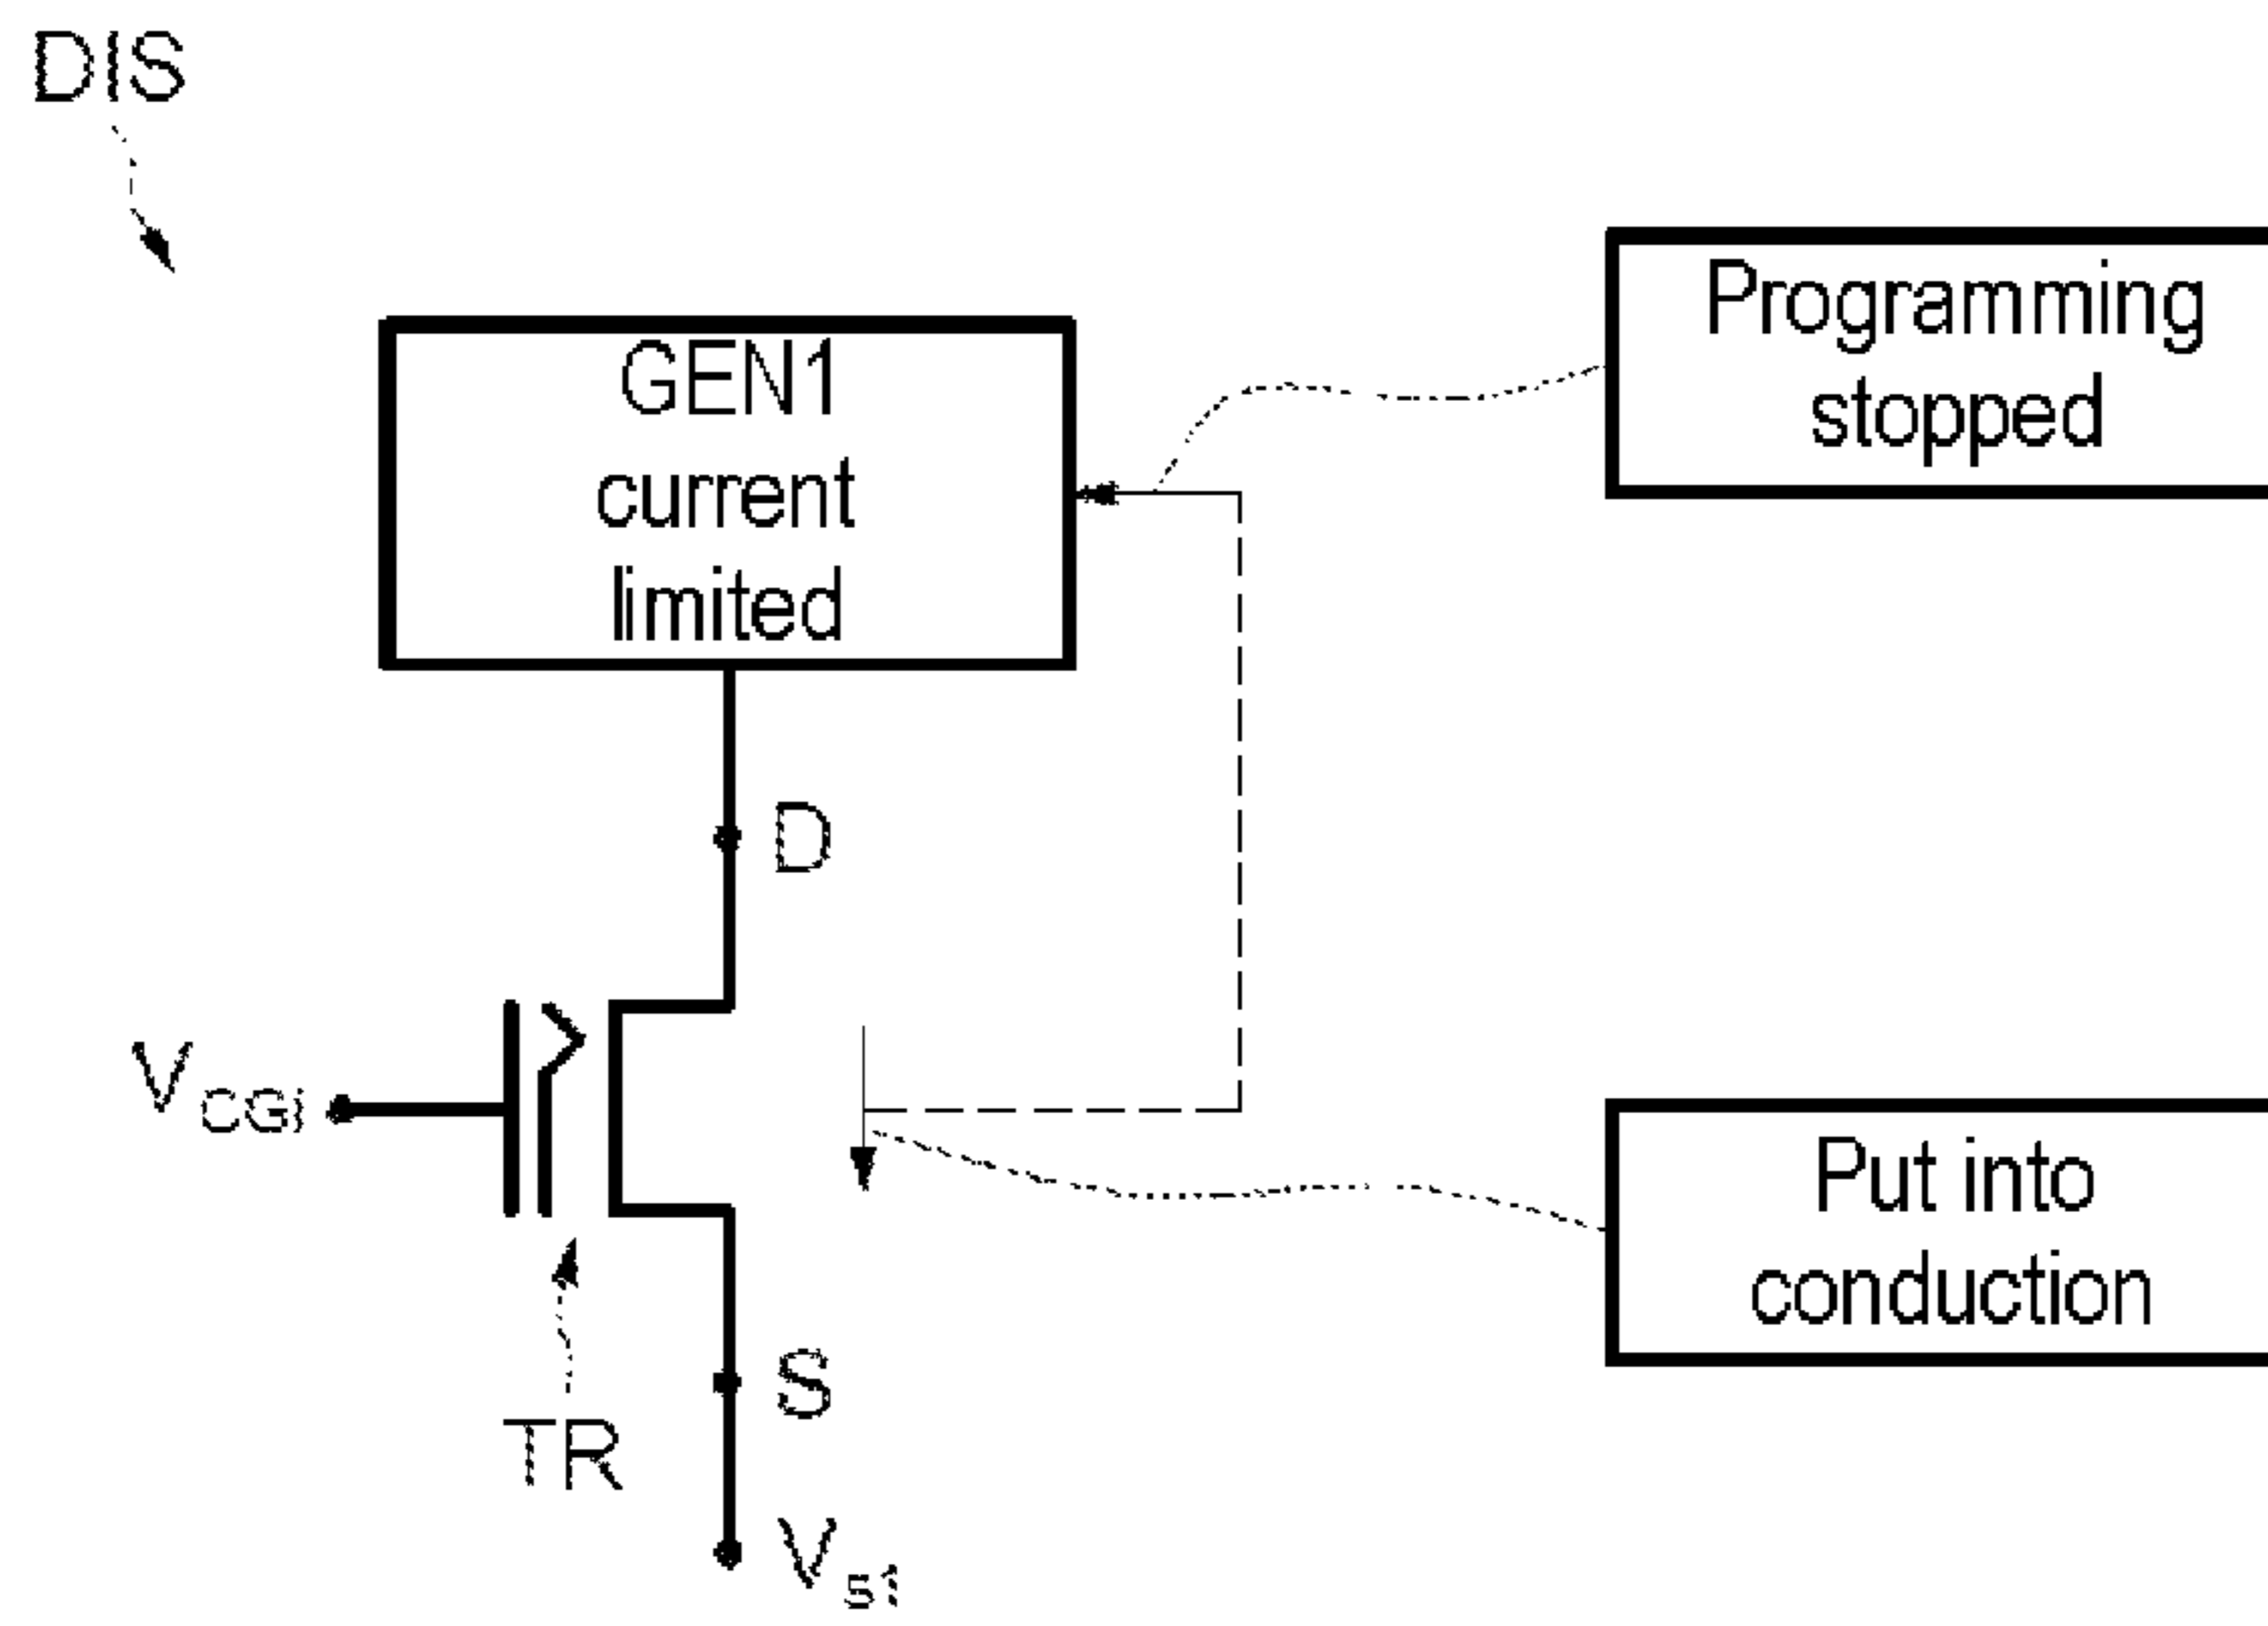 DIS
GEN1
current
limited
Programming
stopped
D
VCGi
Put into
conduction
S
TR
Vs1